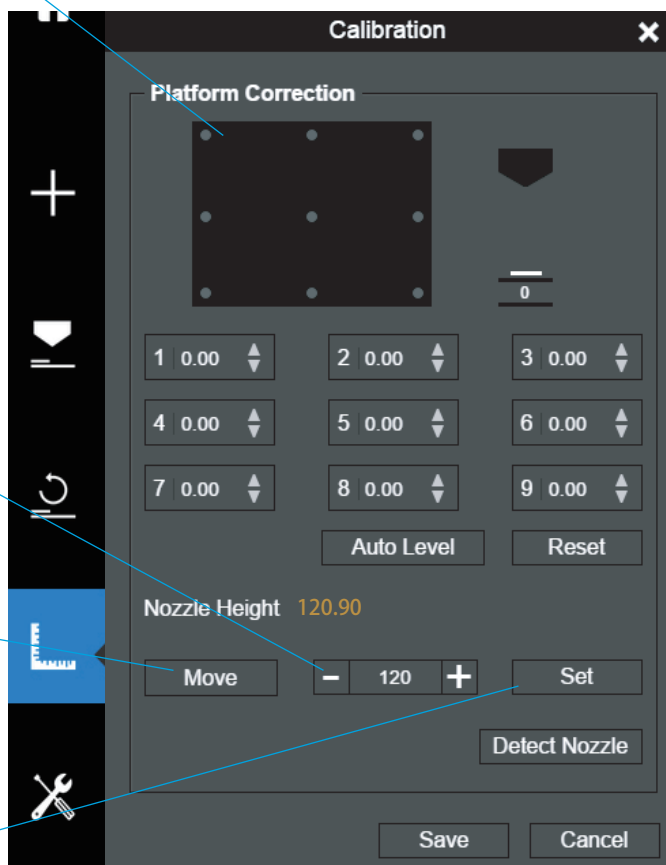 Calibration
Platform Correction
0
1 0.00 2 0.00 3 0.00
4 0.00 5 0.00 6 0.00
7 0.00 8 0.00 9 0.00
Auto Level Reset
Nozzle Height 120.90
Move − 120 + Set
Detect Nozzle
Save Cancel